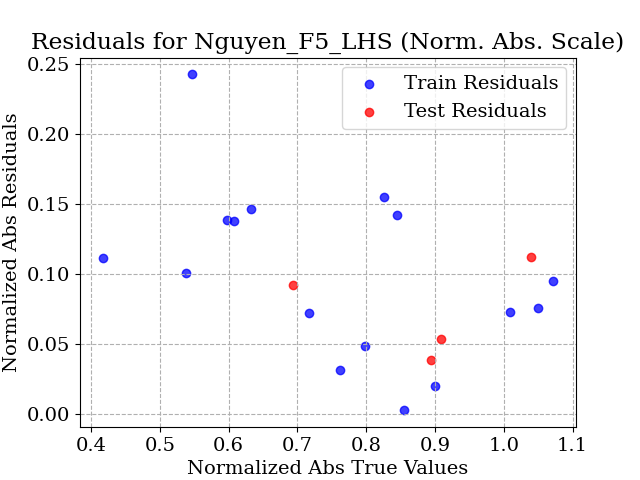 Residuals for Nguyen_F5_LHS (Norm. Abs. Scale)
Train Residuals
Test Residuals
Normalized Abs Residuals
0.25
0.20
0.15
0.10
0.05
0.00
0.4 0.5 0.6 0.7 0.8 0.9 1.0 1.1
Normalized Abs True Values